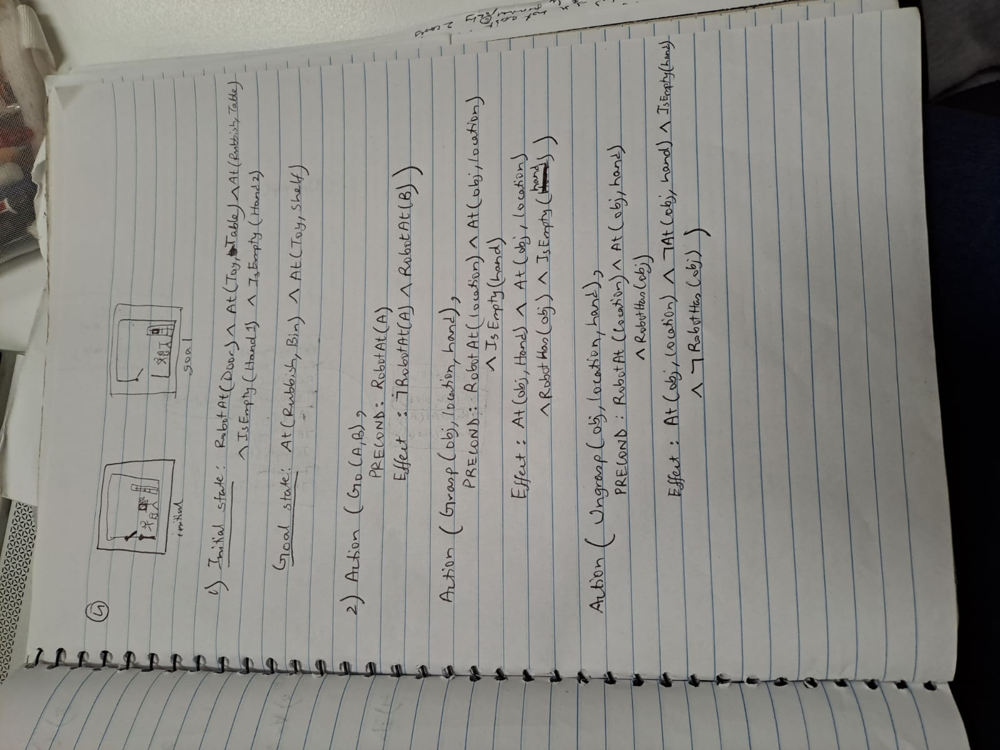 4
initial
goal
1) Initial state: RobotAt(Door) ∧ At(Toy, Table) ∧ At(Rubbish, Table)
∧ IsEmpty(Hand1) ∧ IsEmpty(Hand2)
Goal state: At(Rubbish, Bin) ∧ At(Toy, Shelf)
2) Action (Go(A,B),
PRECOND: RobotAt(A)
Effect : ¬RobotAt(A) ∧ RobotAt(B))
Action (Grasp(obj, location, hand),
PRECOND: RobotAt(location) ∧ At(obj, location)
∧ IsEmpty(hand)
Effect : At(obj, Hand) ∧ At(obj, location)
∧ RobotHas(obj) ∧ IsEmpty(hand))
Action (Ungrasp(obj, location, hand),
PRECOND : RobotAt(location) ∧ At(obj, hand)
∧ RobotHas(obj)
Effect : At(obj, location) ∧ ¬At(obj, hand) ∧ IsEmpty(hand)
∧ ¬RobotHas(obj))